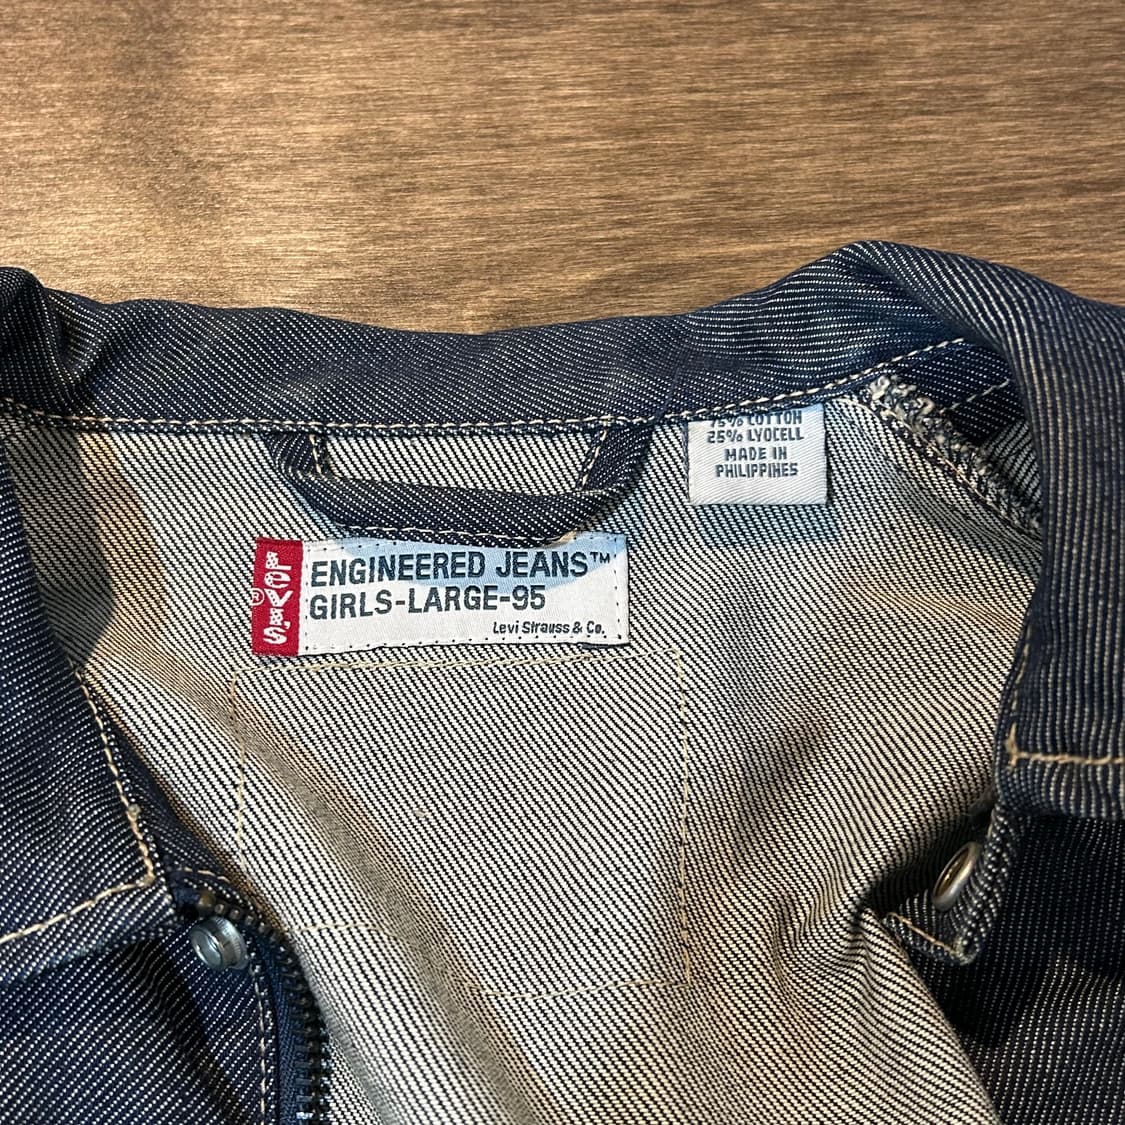 75% COTTON
25% LYOCELL
MADE IN
PHILIPPINES
LEVI'S
®
ENGINEERED JEANS™
GIRLS-LARGE-95
Levi Strauss & Co.